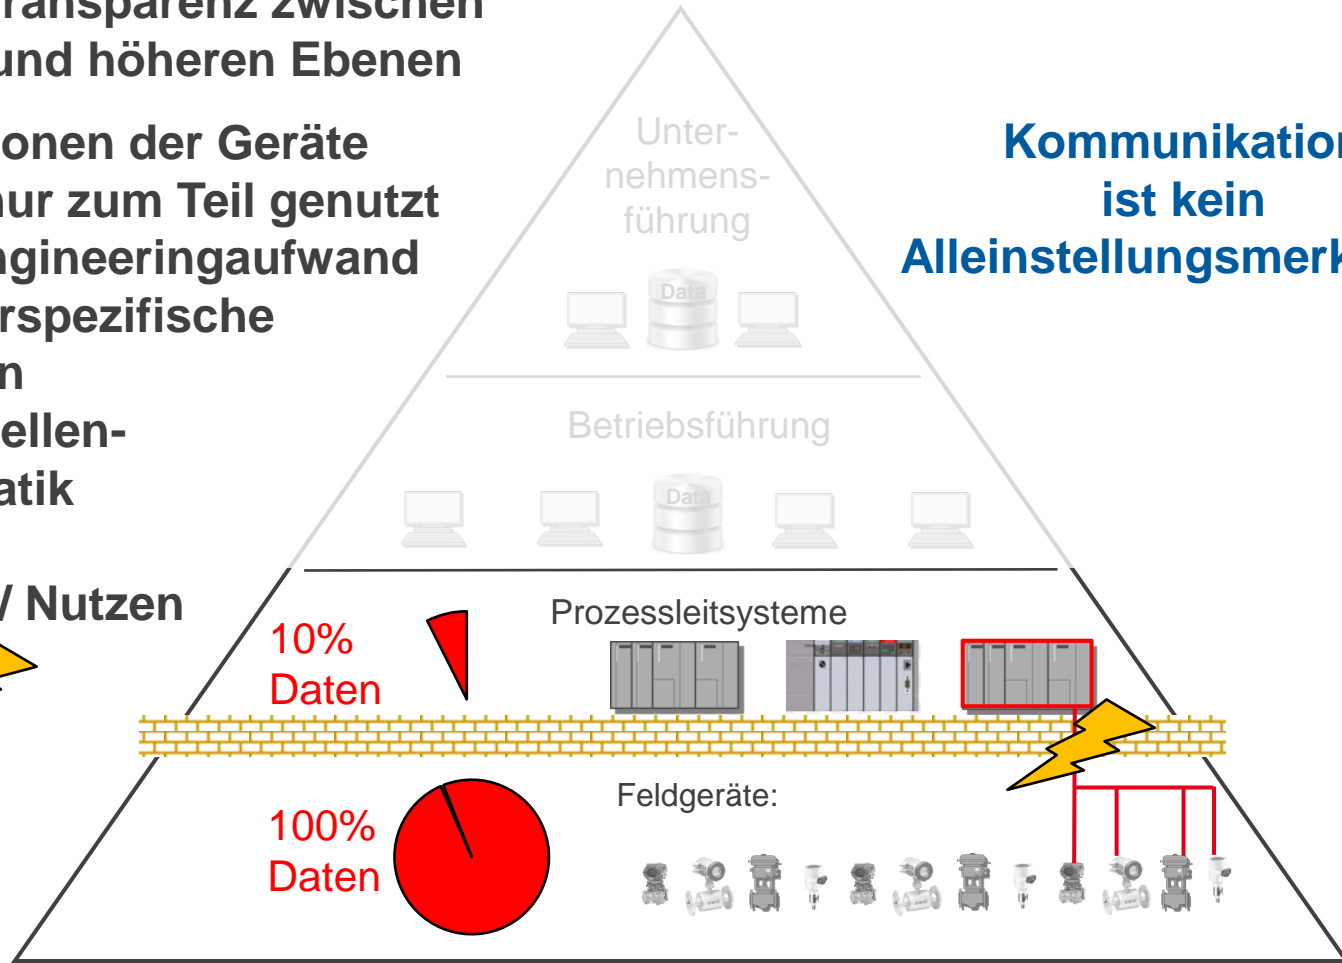 ransparenz zwischen
und höheren Ebenen
onen der Geräte
nur zum Teil genutzt
ngineeringaufwand
rspezifische
n
ellen-
atik
/ Nutzen
Unter-
nehmens-
führung
Data
Kommunikation
ist kein
Alleinstellungsmerk
Betriebsführung
Data
Prozessleitsysteme
10%
Daten
Feldgeräte:
100%
Daten